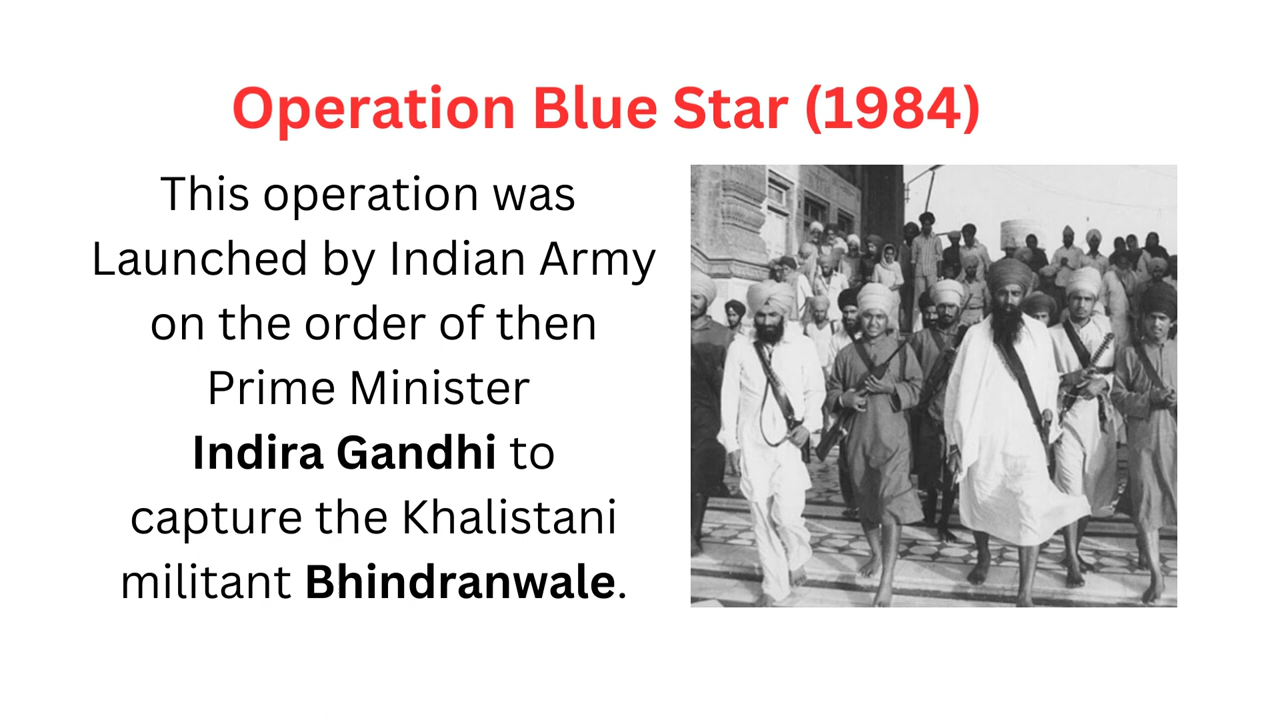 Operation Blue Star (1984)
This operation was
Launched by Indian Army
on the order of then
Prime Minister
Indira Gandhi to
capture the Khalistani
militant Bhindranwale.